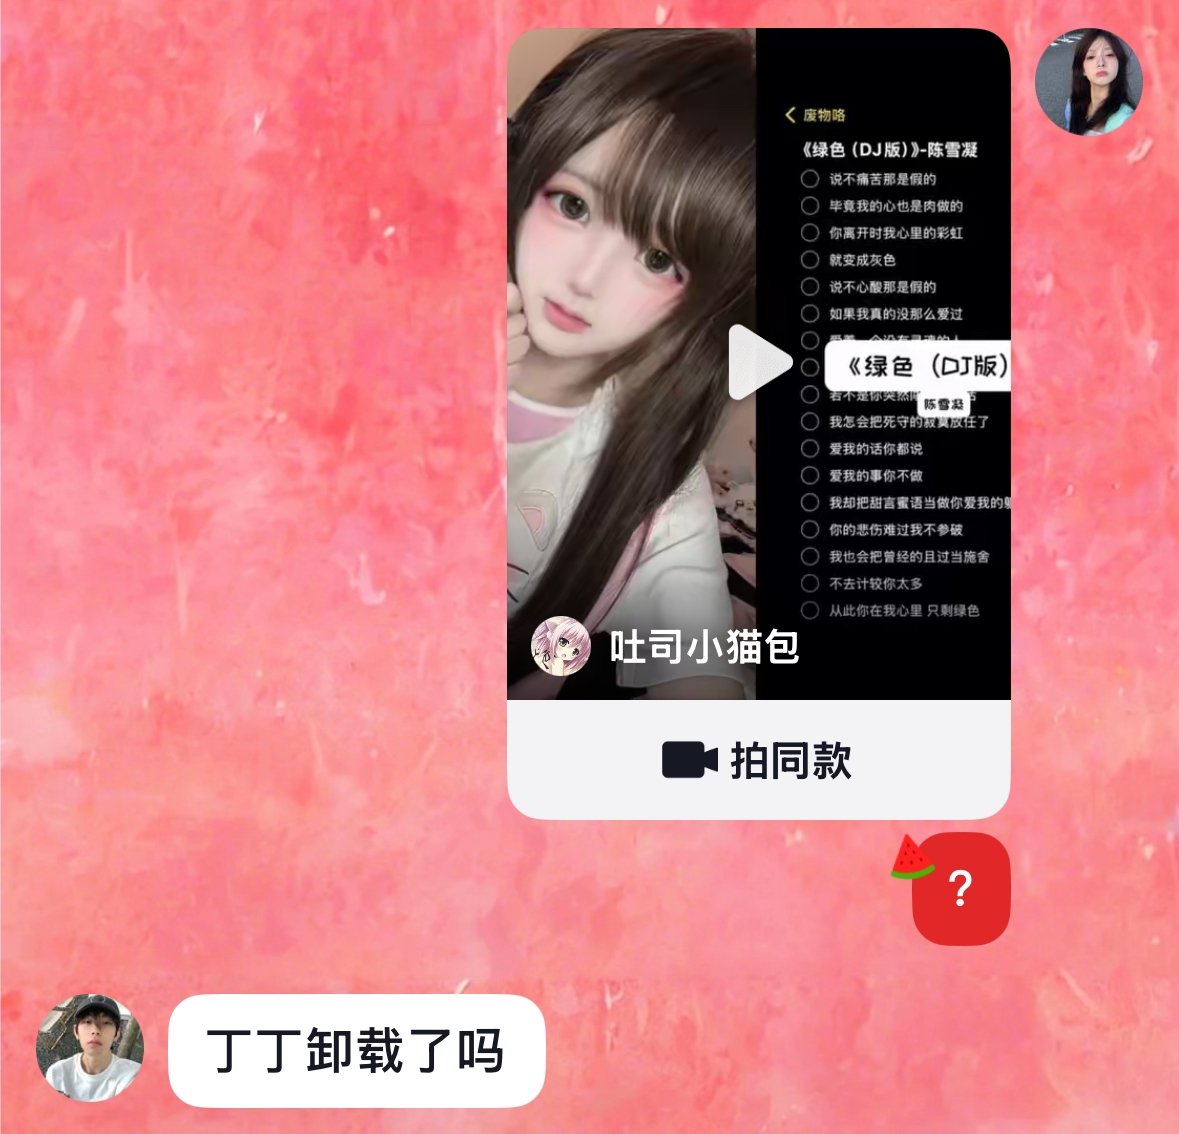 废物咯
《绿色（DJ版）》-陈雪凝
说不痛苦那是假的
毕竟我的心也是肉做的
你离开时我心里的彩虹
就变成灰色
说不心酸那是假的
如果我真的没那么爱过
《绿色（DJ版）
陈雪凝
我怎会把死守的寂寞放任了
爱我的话你都说
爱我的事你不做
我却把甜言蜜语当做你爱我的
你的悲伤难过我不参破
我也会把曾经的且过当施舍
不去计较你太多
从此你在我心里 只剩绿色
吐司小猫包
拍同款
?
丁丁卸载了吗